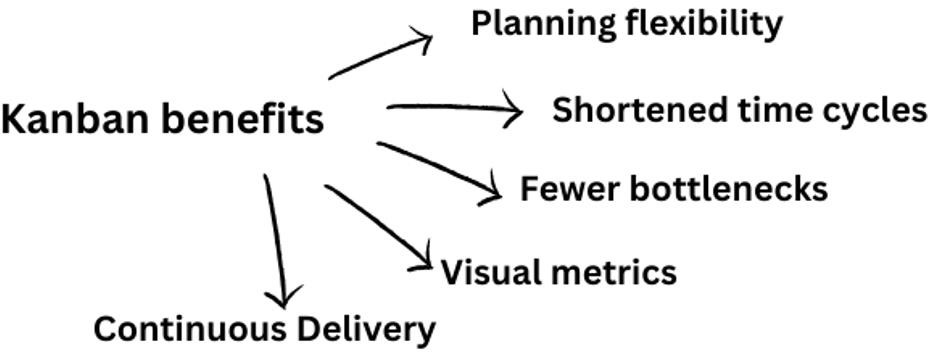 Planning flexibility
Kanban benefits
Shortened time cycles
Fewer bottlenecks
Visual metrics
Continuous Delivery